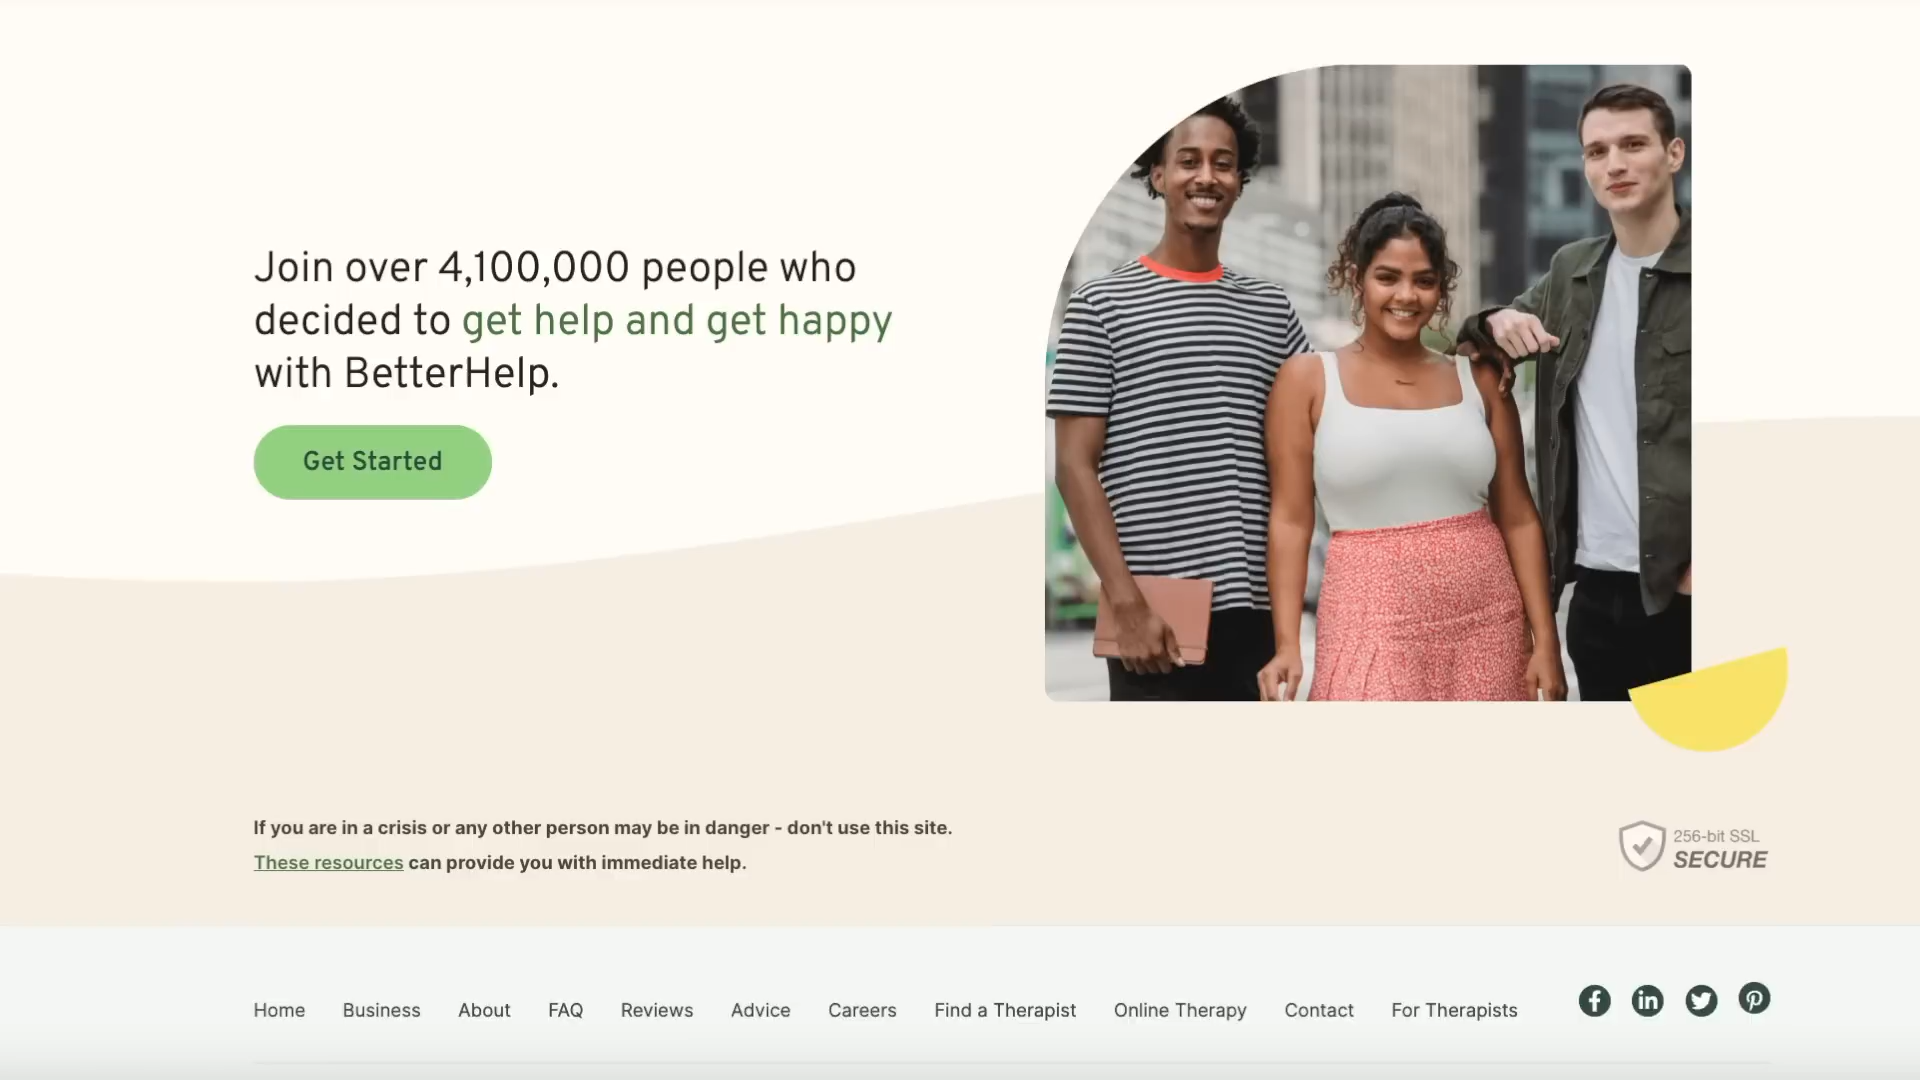 Join over 4,100,000 people who
decided to get help and get happy
with BetterHelp.
Get Started
If you are in a crisis or any other person may be in danger - don't use this site.
These resources can provide you with immediate help.
256-bit SSL
SECURE
Home Business About FAQ Reviews Advice Careers Find a Therapist Online Therapy Contact For Therapists